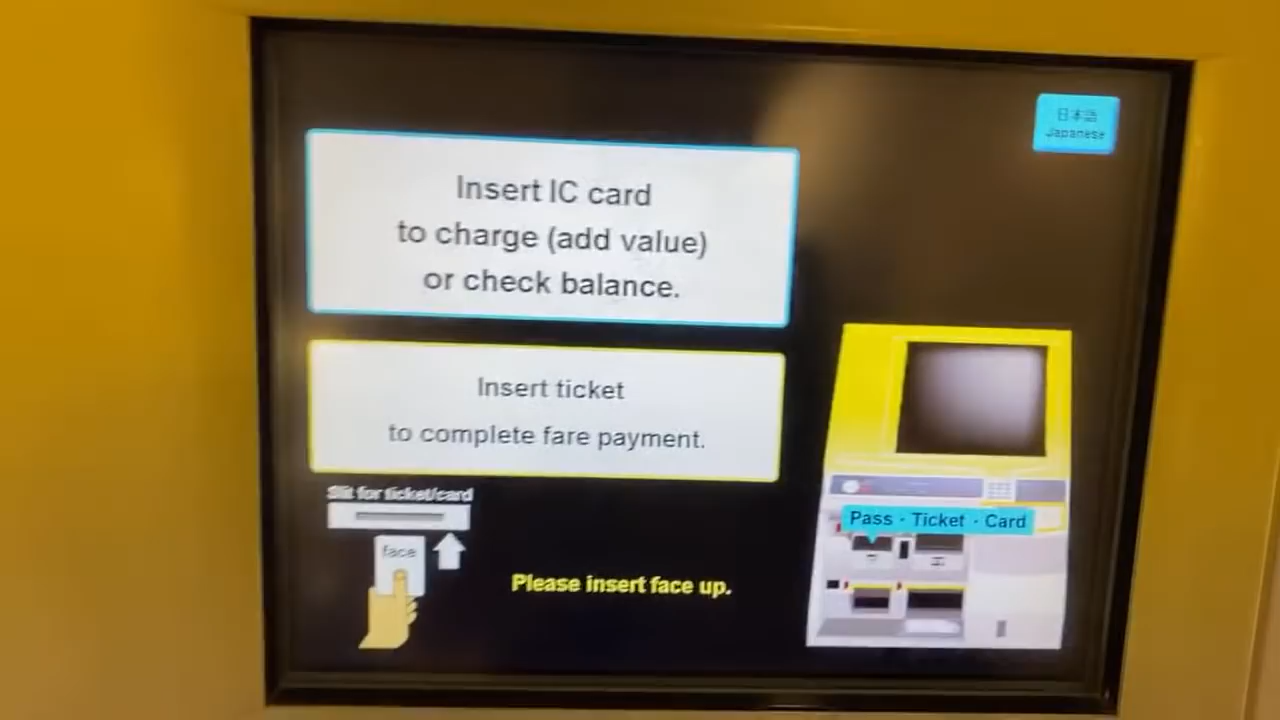 日本語
Japanese
Insert IC card
to charge (add value)
or check balance.
Insert ticket
to complete fare payment.
Slit for ticket/card
face
Please insert face up.
Pass · Ticket · Card